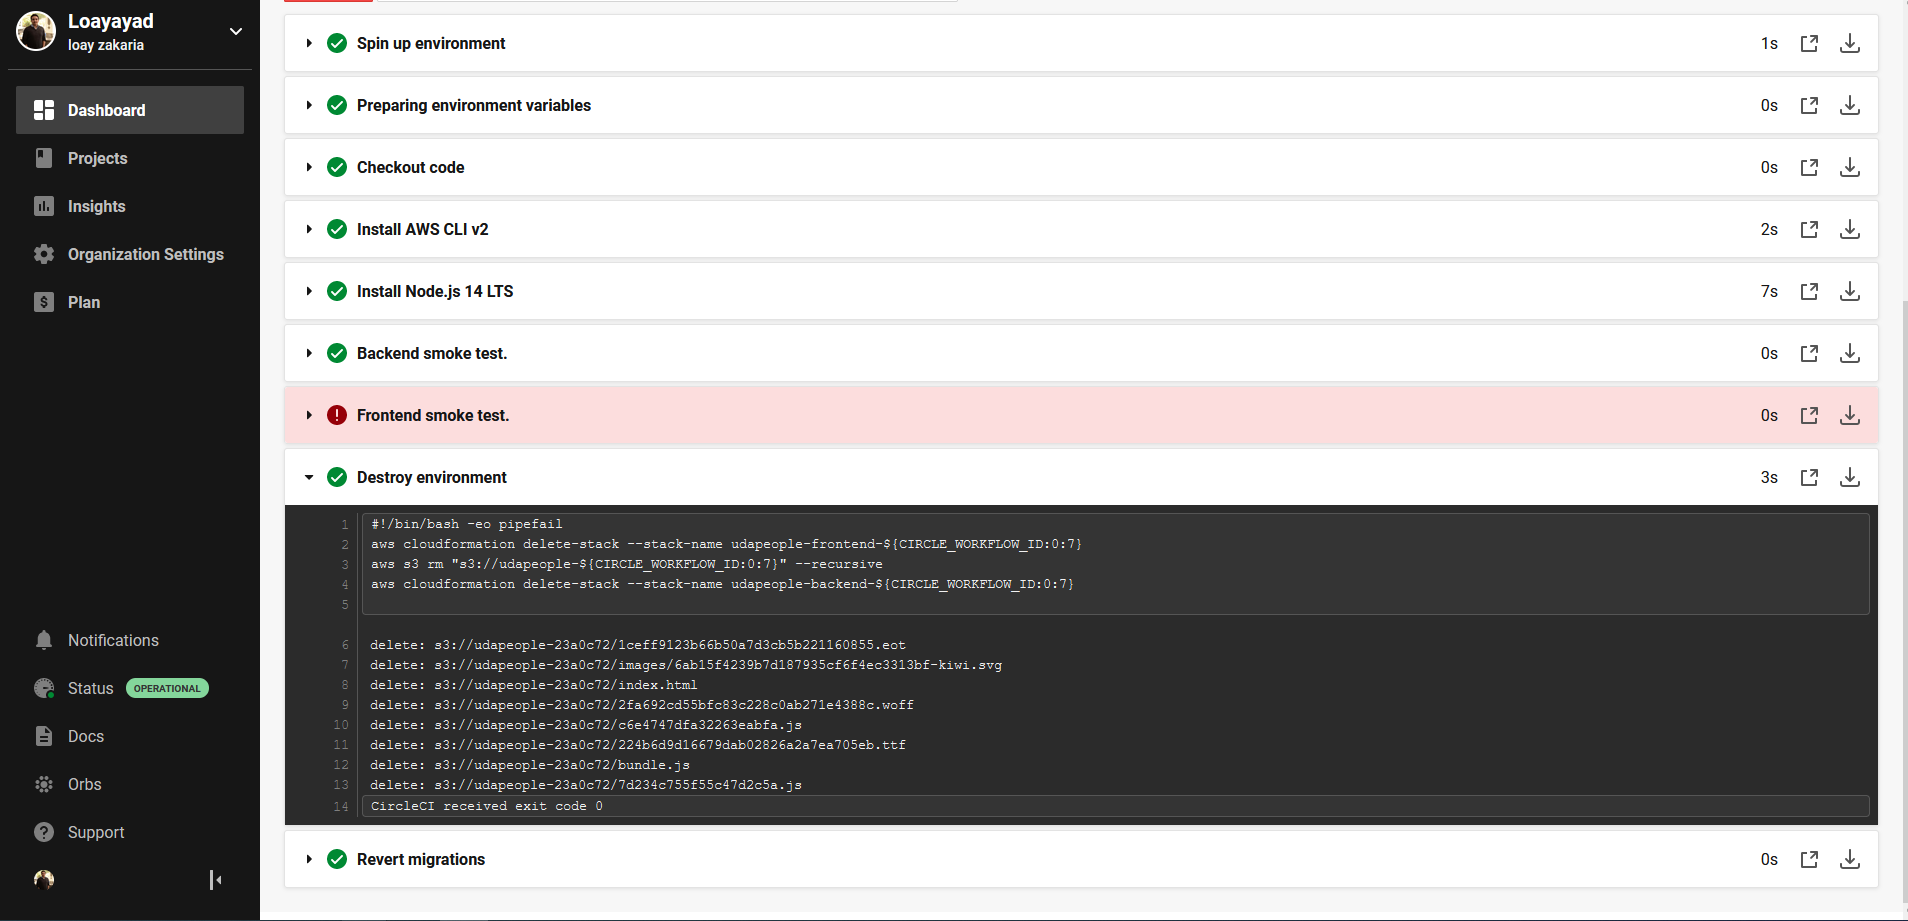 Loayayad
loay zakaria
Dashboard
Projects
Insights
Organization Settings
Plan
Notifications
Status OPERATIONAL
Docs
Orbs
Support
Spin up environment 1s
Preparing environment variables 0s
Checkout code 0s
Install AWS CLI v2 2s
Install Node.js 14 LTS 7s
Backend smoke test. 0s
Frontend smoke test. 0s
Destroy environment 3s
1 #!/bin/bash -eo pipefail
2 aws cloudformation delete-stack --stack-name udapeople-frontend-${CIRCLE_WORKFLOW_ID:0:7}
3 aws s3 rm "s3://udapeople-${CIRCLE_WORKFLOW_ID:0:7}" --recursive
4 aws cloudformation delete-stack --stack-name udapeople-backend-${CIRCLE_WORKFLOW_ID:0:7}
5
6 delete: s3://udapeople-23a0c72/1ceff9123b66b50a7d3cb5b221160855.eot
7 delete: s3://udapeople-23a0c72/images/6ab15f4239b7d187935cf6f4ec3313bf-kiwi.svg
8 delete: s3://udapeople-23a0c72/index.html
9 delete: s3://udapeople-23a0c72/2fa692cd55bfc83c228c0ab271e4388c.woff
10 delete: s3://udapeople-23a0c72/c6e4747dfa32263eabfa.js
11 delete: s3://udapeople-23a0c72/224b6d9d16679dab02826a2a7ea705eb.ttf
12 delete: s3://udapeople-23a0c72/bundle.js
13 delete: s3://udapeople-23a0c72/7d234c755f55c47d2c5a.js
14 CircleCI received exit code 0
Revert migrations 0s